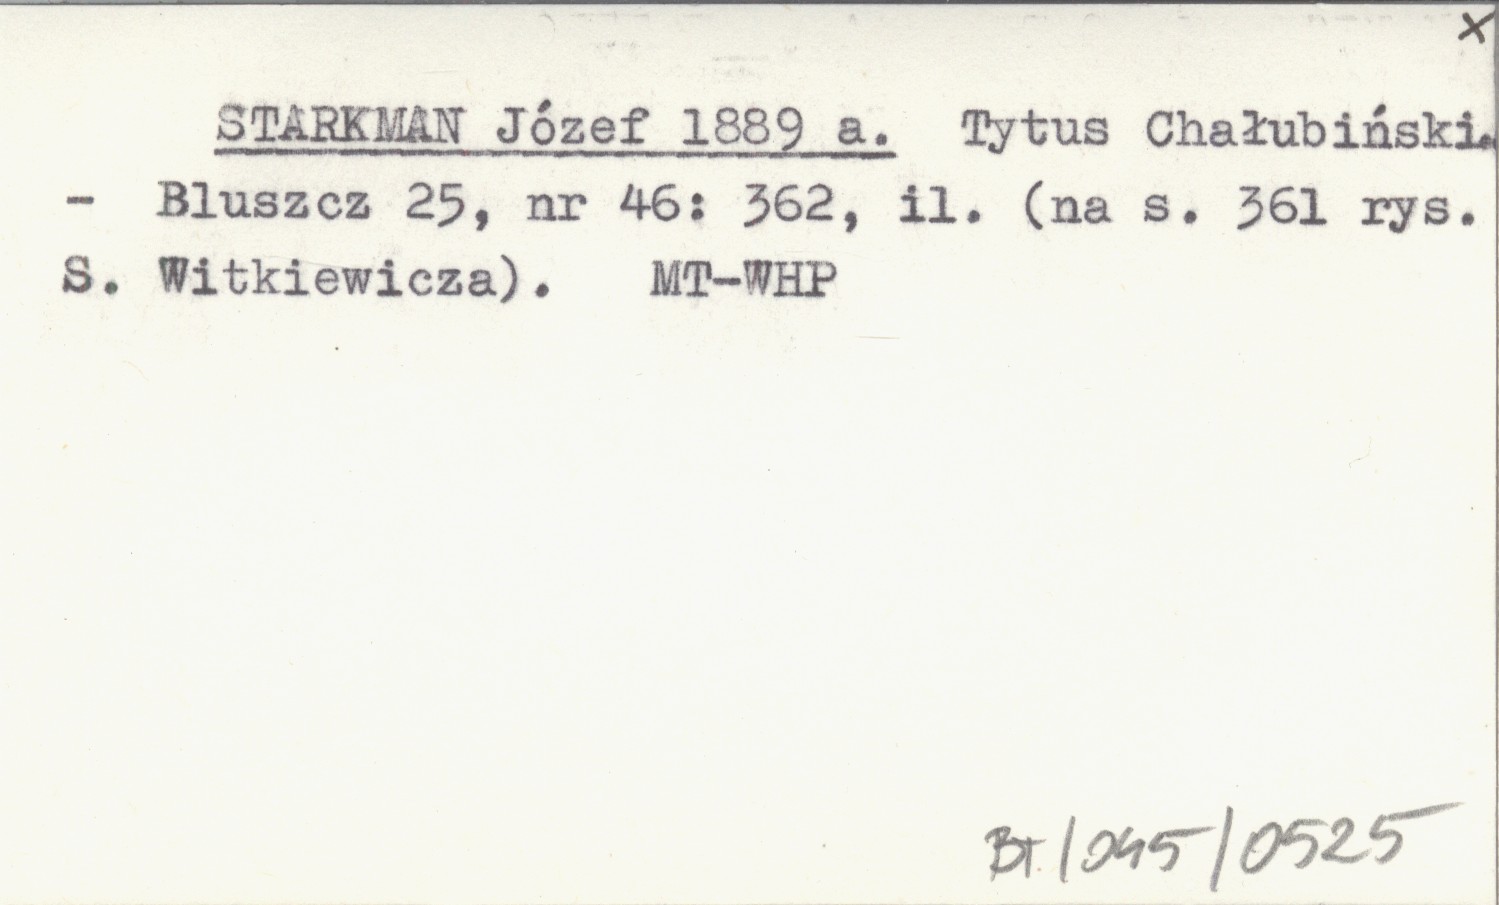 x
STARKMAN Józef 1889 a. Tytus Chałubiński.
- Bluszcz 25, nr 46: 362, il. (na s. 361 rys.
S. Witkiewicza). MT-WHP
BT/045/0525